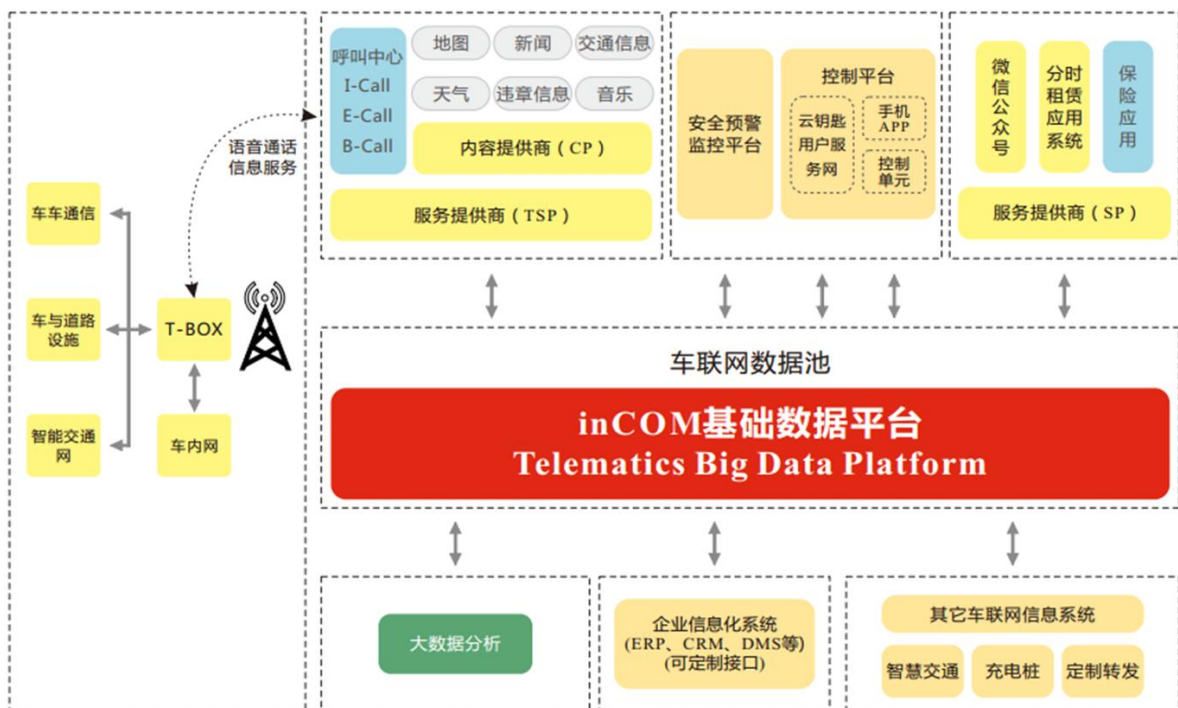 语音通话
信息服务
车车通信
车与道路
设施
T-BOX
智能交通
网
车内网
呼叫中心
I-Call
E-Call
B-Call
地图
新闻
交通信息
天气
违章信息
音乐
内容提供商（CP）
服务提供商（TSP）
安全预警
监控平台
控制平台
云钥匙
用户服
务网
手机
APP
控制
单元
微信公众号
分时
租赁
应用
系统
保险应用
服务提供商（SP）
车联网数据池
inCOM基础数据平台
Telematics Big Data Platform
大数据分析
企业信息化系统
(ERP、CRM、DMS等)
(可定制接口)
其它车联网信息系统
智慧交通
充电桩
定制转发